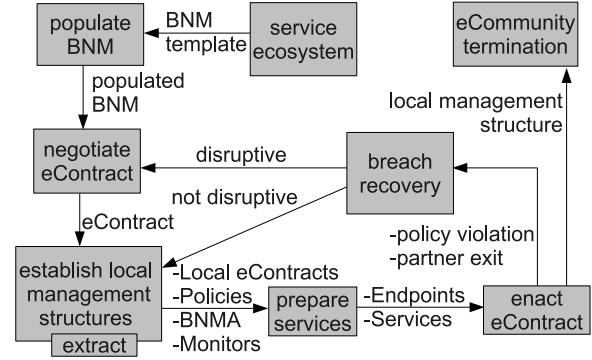 populate
BNM
BNM
template
service
ecosystem
eCommunity
termination
populated
BNM
local management
structure
negotiate
eContract
disruptive
breach
recovery
not disruptive
eContract
-policy violation
-partner exit
establish local
management
structures
extract
-Local eContracts
-Policies
-BNMA
-Monitors
prepare
services
-Endpoints
-Services
enact
eContract